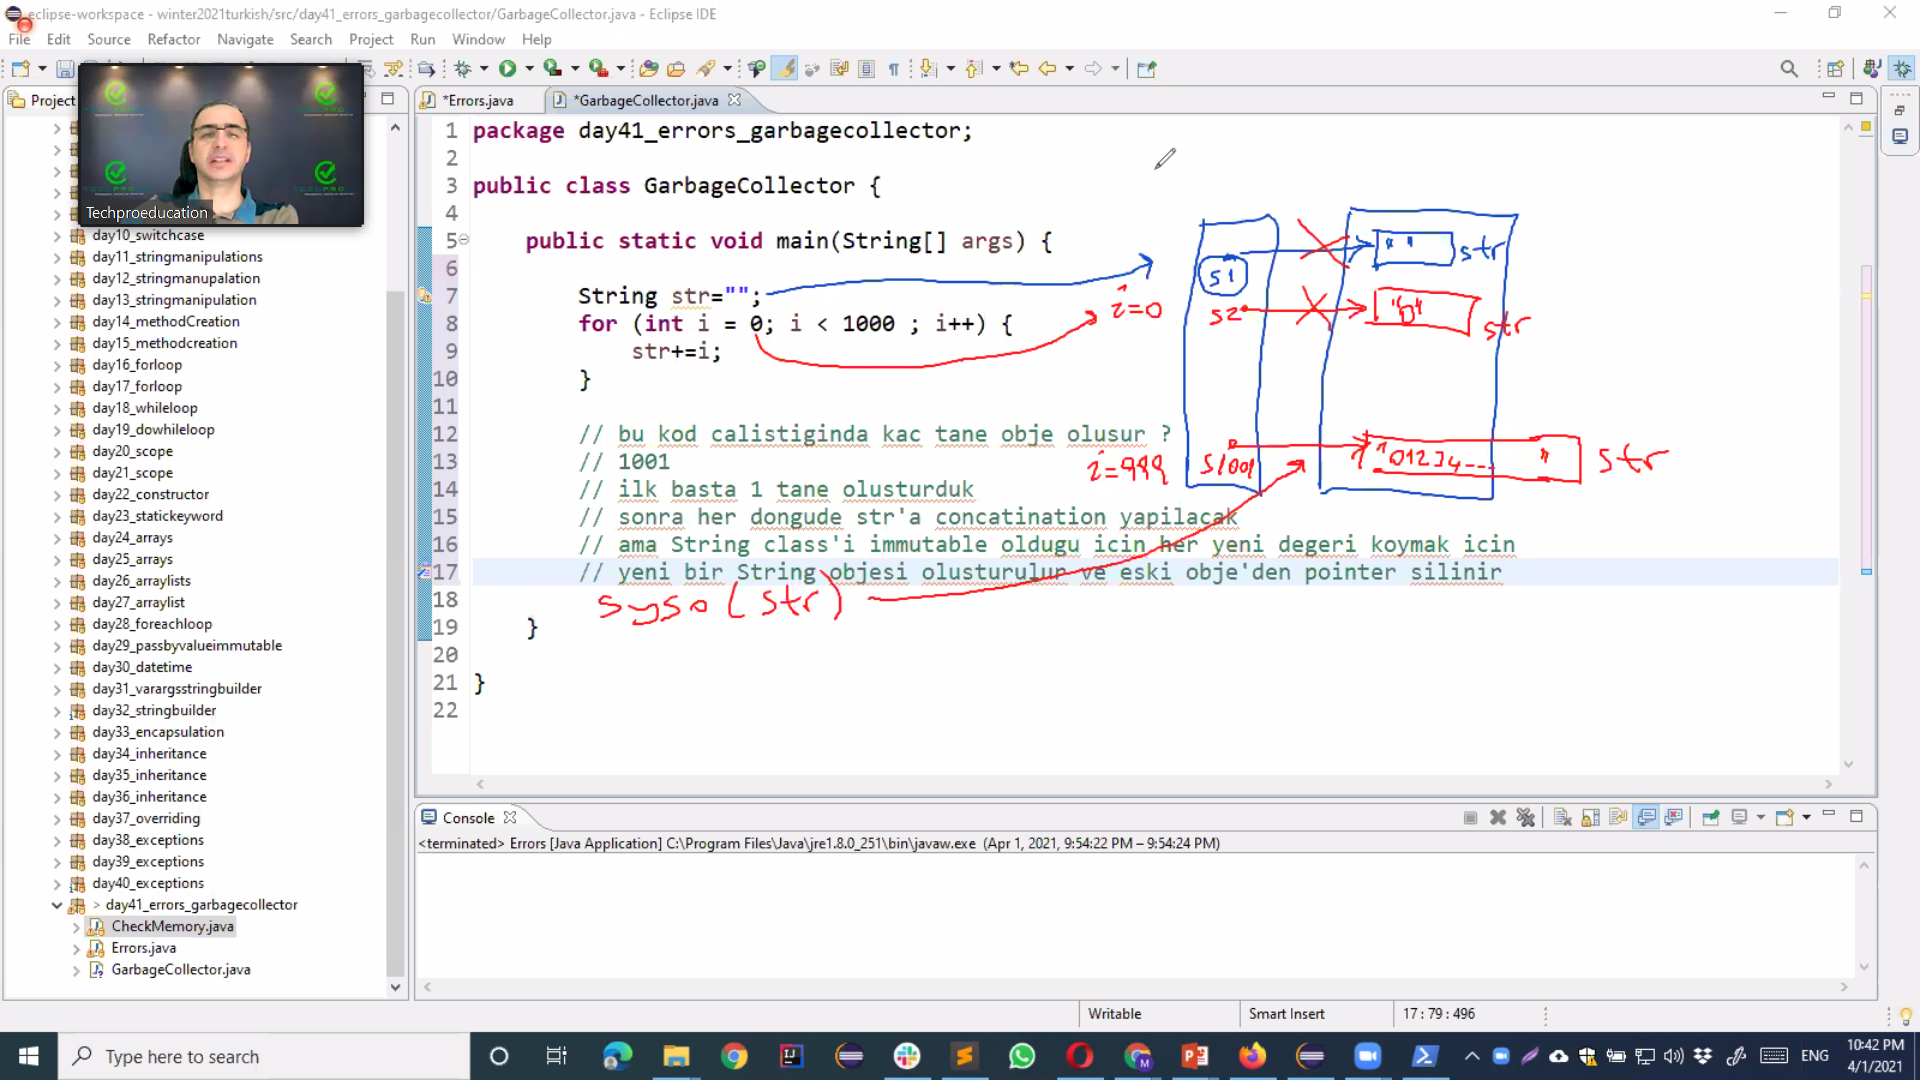 eclipse-workspace - winter2021turkish/src/day41_errors_garbagecollector/GarbageCollector.java - Eclipse IDE
File Edit Source Refactor Navigate Search Project Run Window Help
Project
*Errors.java
*GarbageCollector.java
Techproeducation
day10_switchcase
day11_stringmanipulations
day12_stringmanupalation
day13_stringmanipulation
day14_methodCreation
day15_methodcreation
day16_forloop
day17_forloop
day18_whileloop
day19_dowhileloop
day20_scope
day21_scope
day22_constructor
day23_statickeyword
day24_arrays
day25_arrays
day26_arraylists
day27_arraylist
day28_foreachloop
day29_passbyvalueimmutable
day30_datetime
day31_varargsstringbuilder
day32_stringbuilder
day33_encapsulation
day34_inheritance
day35_inheritance
day36_inheritance
day37_overriding
day38_exceptions
day39_exceptions
day40_exceptions
> day41_errors_garbagecollector
CheckMemory.java
Errors.java
GarbageCollector.java
1 package day41_errors_garbagecollector;
2
3 public class GarbageCollector {
4
5 public static void main(String[] args) {
6
7 String str="";
8 for (int i = 0; i < 1000 ; i++) {
9 str+=i;
10 }
11
12 // bu kod calistiginda kac tane obje olusur ?
13 // 1001
14 // ilk basta 1 tane olusturduk
15 // sonra her dongude str'a concatination yapilacak
16 // ama String class'i immutable oldugu icin her yeni degeri koymak icin
17 // yeni bir String objesi olusturulur ve eski obje'den pointer silinir
18
19 }
20
21 }
22
syso (str)
s1 " " str
i=0 s2 "0" str
i=999 s1001 "01234--- " str
Console
<terminated> Errors [Java Application] C:\Program Files\Java\jre1.8.0_251\bin\javaw.exe (Apr 1, 2021, 9:54:22 PM – 9:54:24 PM)
Writable Smart Insert 17 : 79 : 496
Type here to search
ENG
10:42 PM
4/1/2021